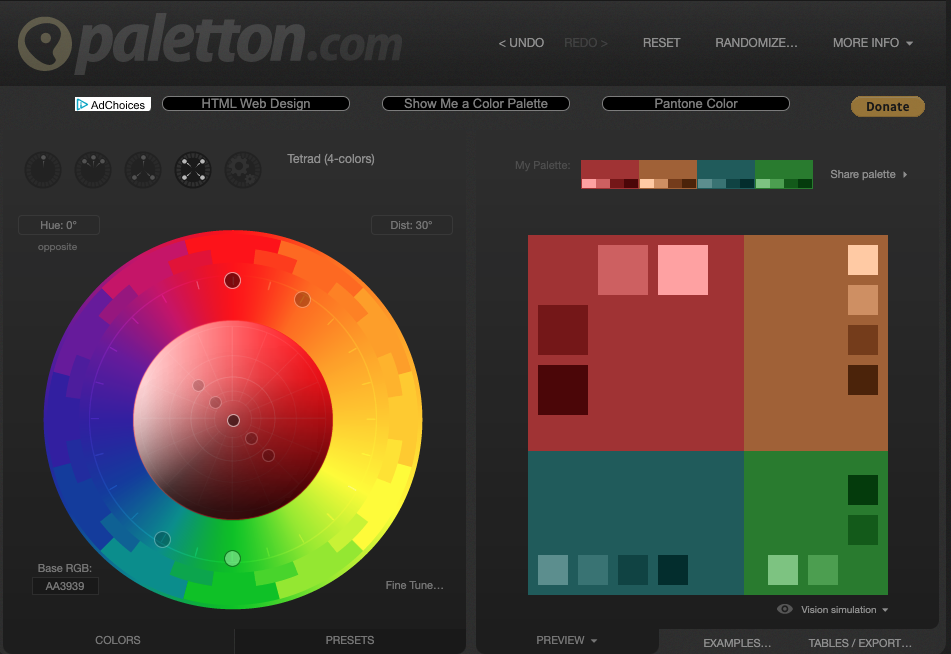 paletton.com
< UNDO REDO > RESET RANDOMIZE... MORE INFO
AdChoices HTML Web Design Show Me a Color Palette Pantone Color Donate
Tetrad (4-colors)
My Palette:
Share palette
Hue: 0°
Dist: 30°
opposite
Base RGB:
AA3939
Fine Tune...
Vision simulation
COLORS PRESETS
PREVIEW EXAMPLES... TABLES / EXPORT...